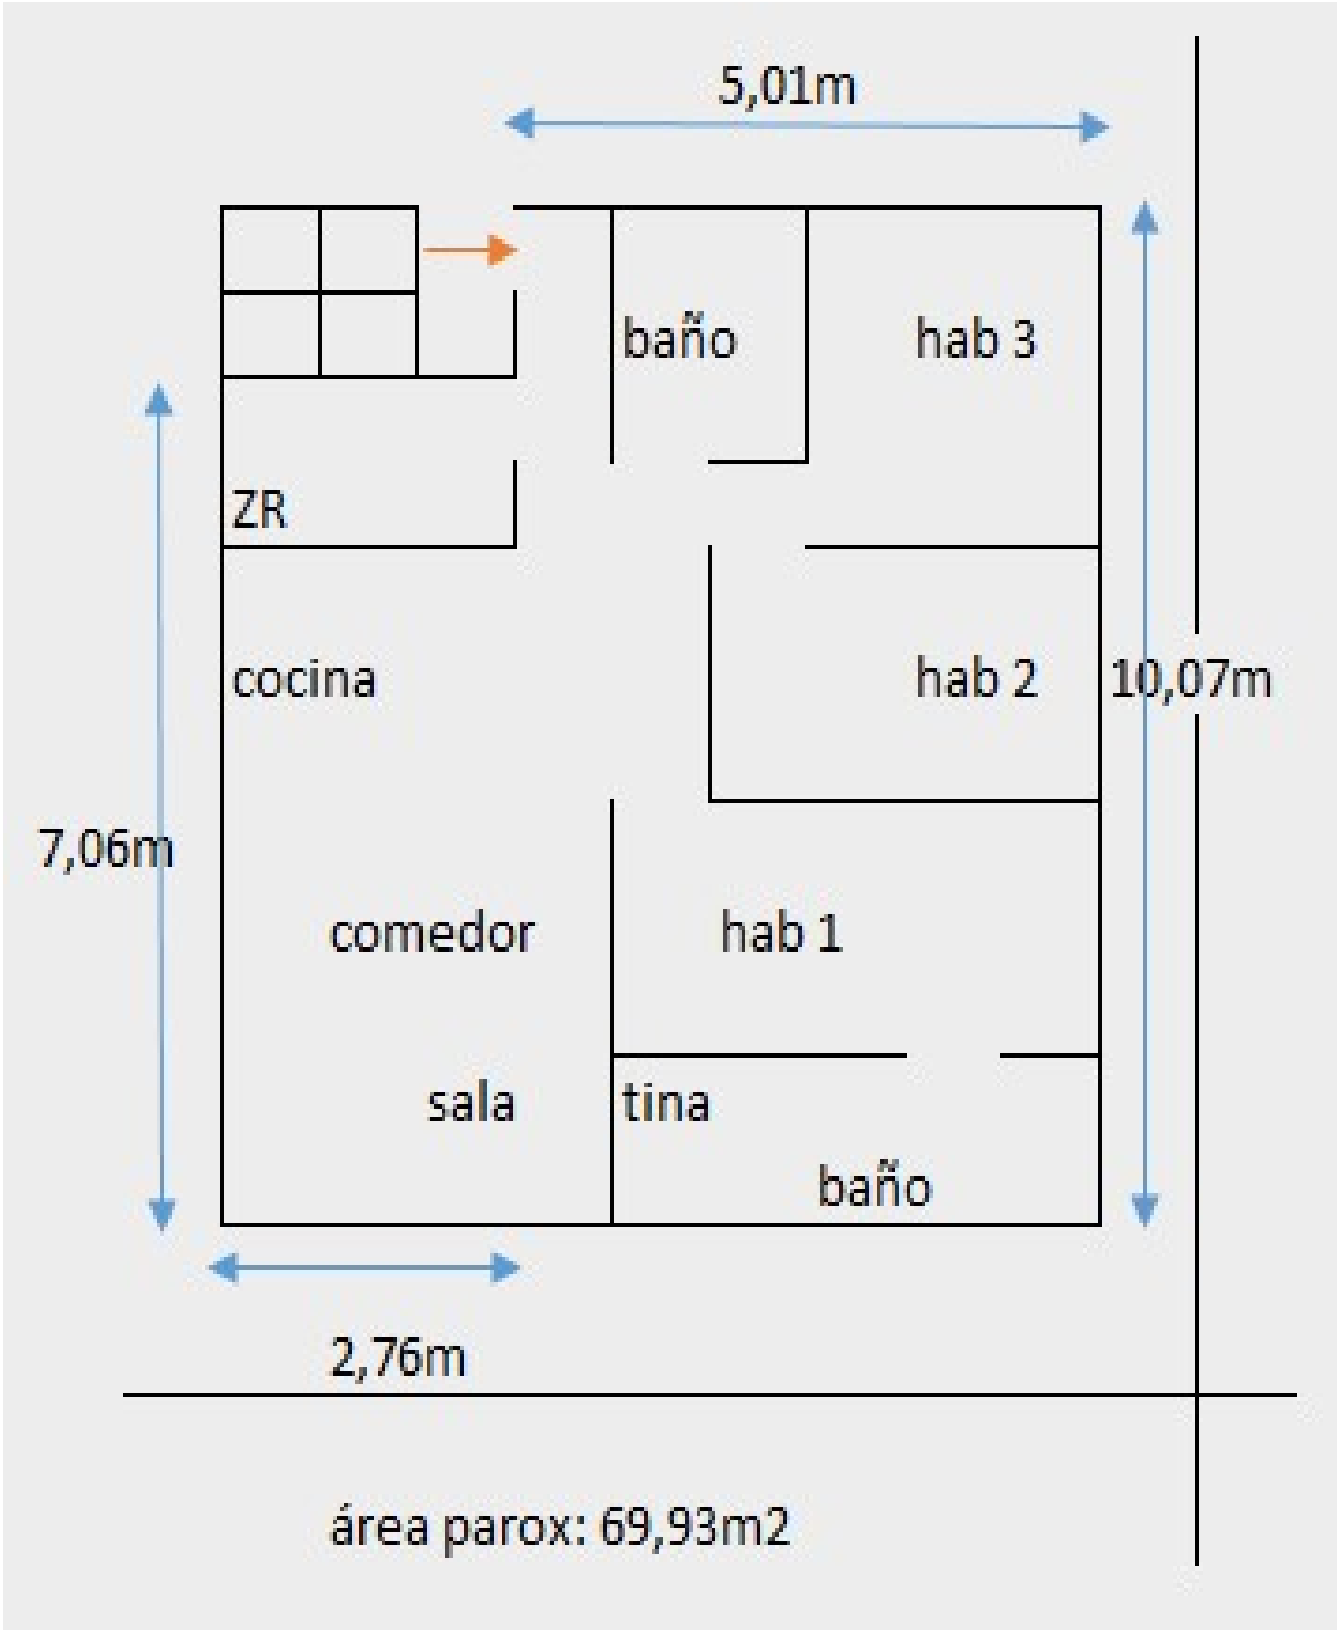 5,01m
baño
hab 3
ZR
cocina
hab 2
10,07m
7,06m
comedor
hab 1
sala
tina
baño
2,76m
área parox: 69,93m2